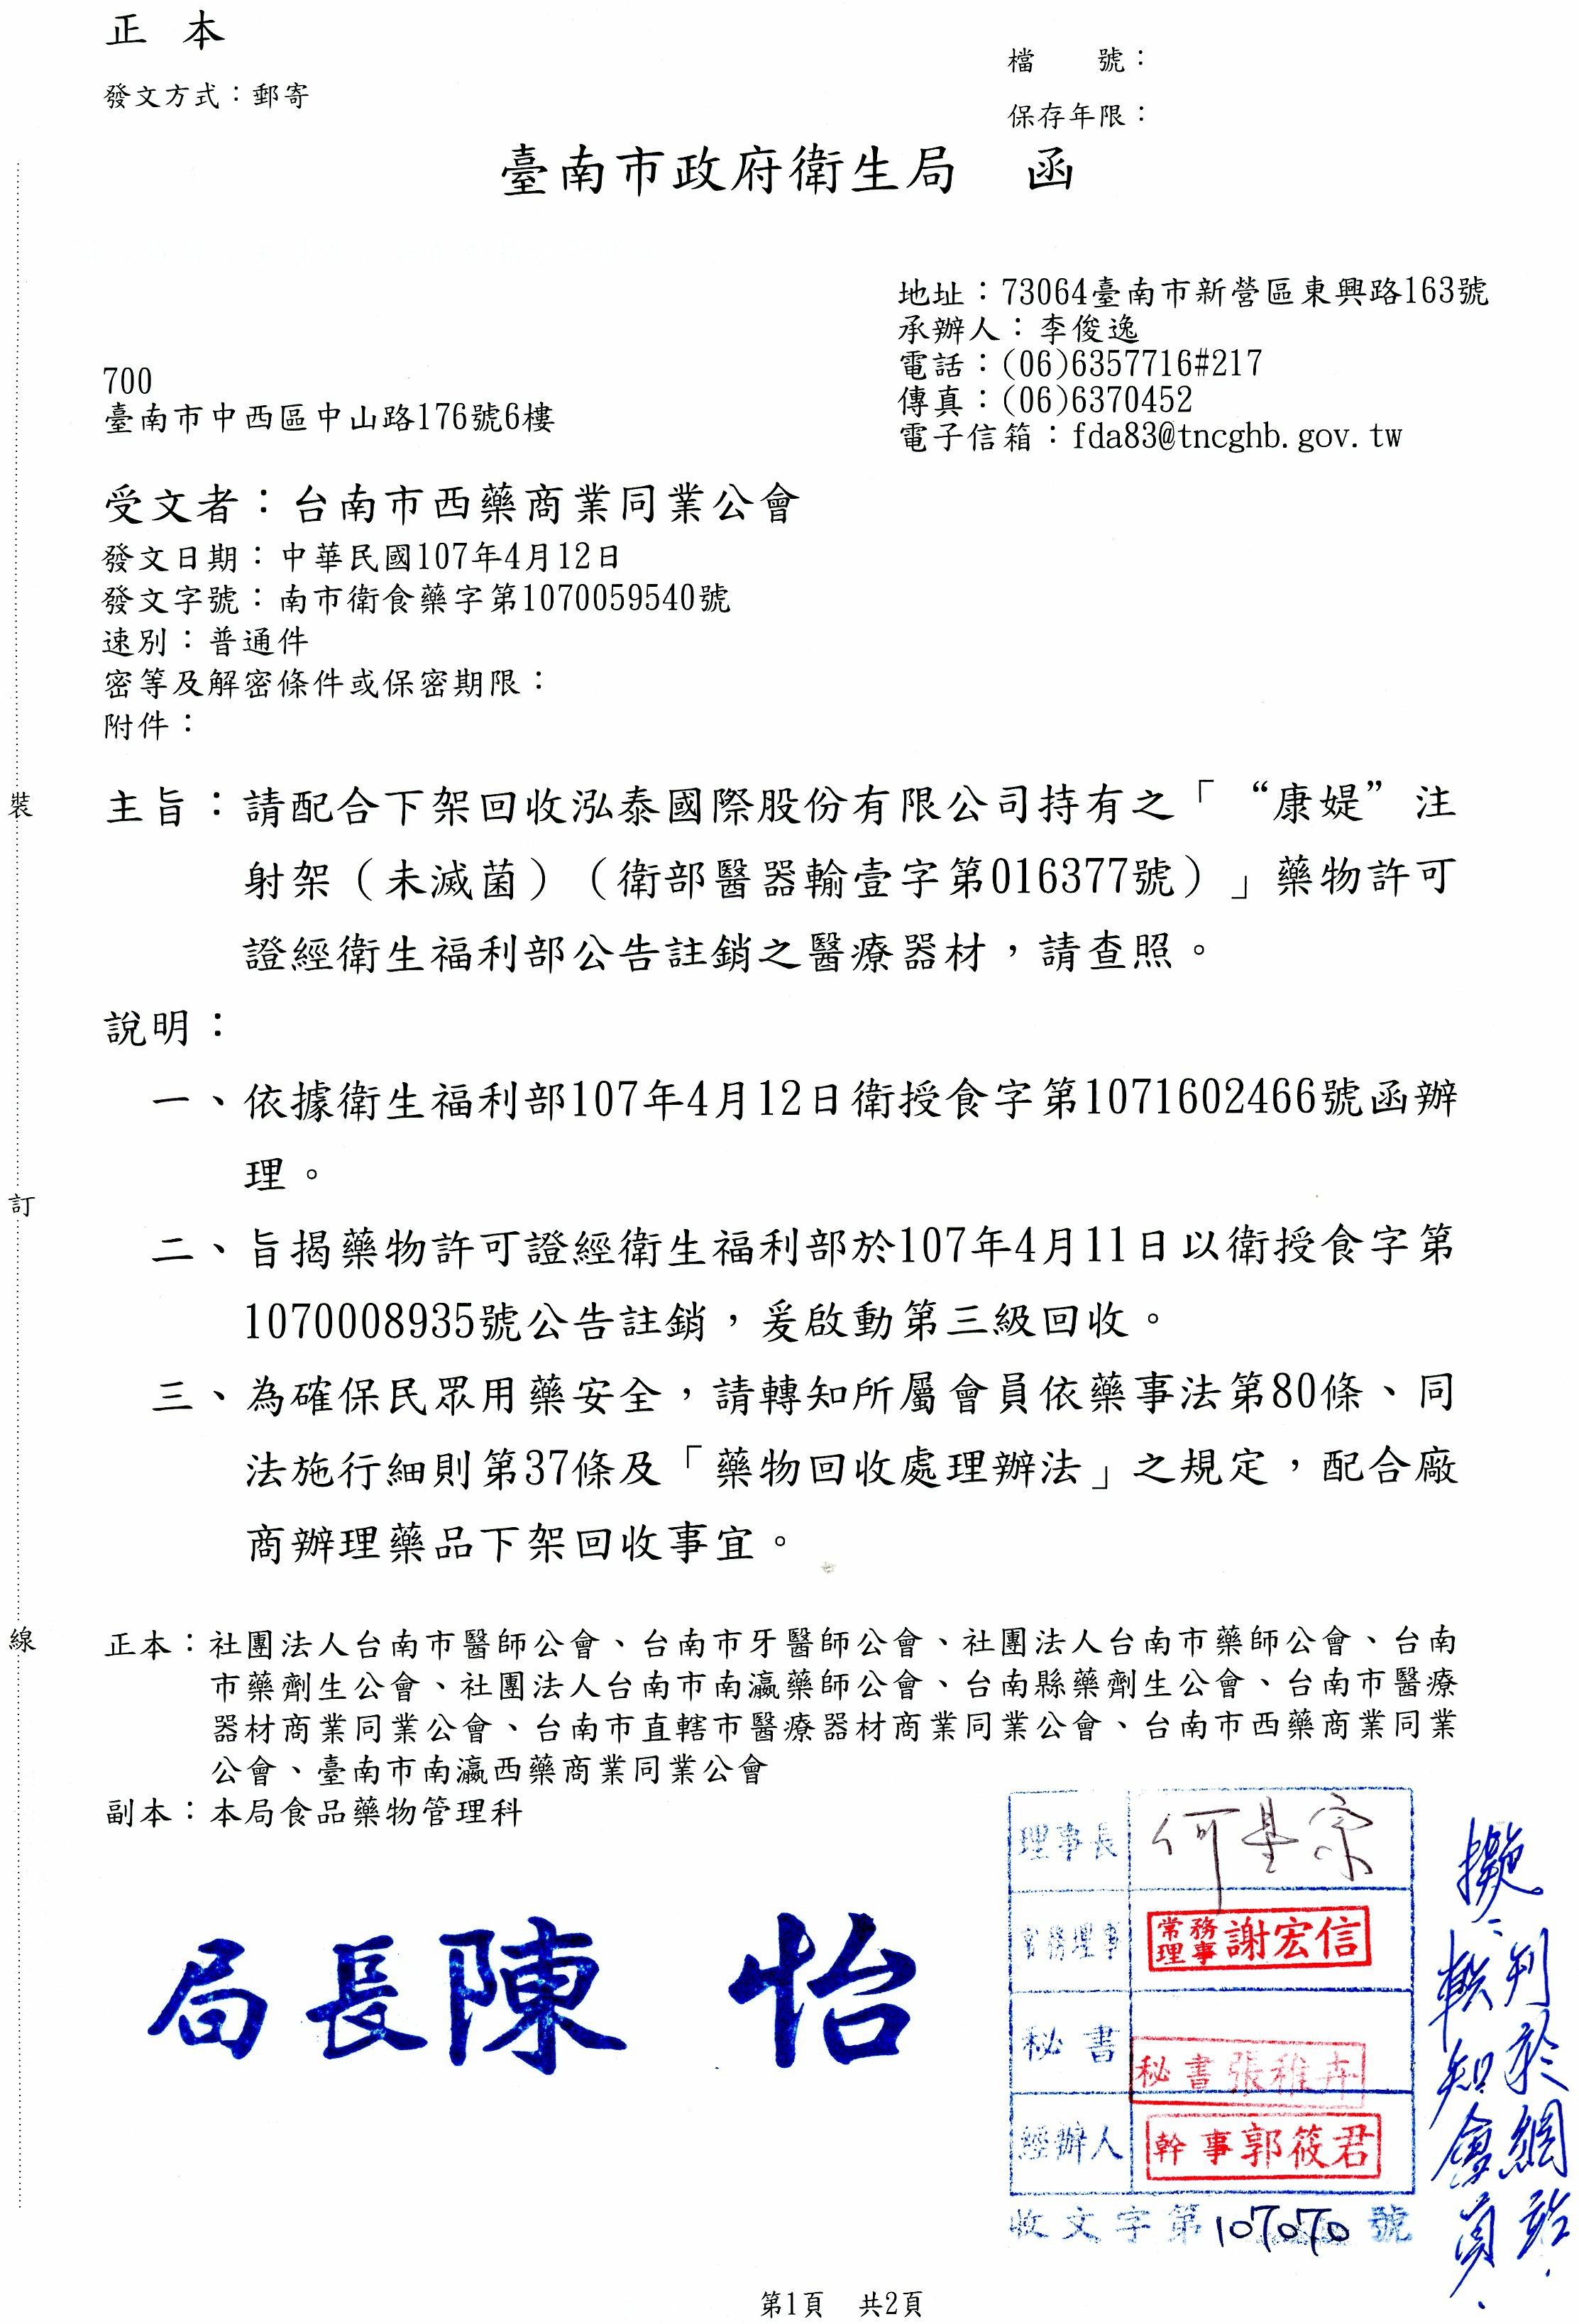 正本
檔　　號：
發文方式：郵寄
保存年限：
臺南市政府衛生局　函
地址：73064臺南市新營區東興路163號
承辦人：李俊逸
電話：(06)6357716#217
傳真：(06)6370452
電子信箱：fda83@tncghb.gov.tw
700
臺南市中西區中山路176號6樓
受文者：台南市西藥商業同業公會
發文日期：中華民國107年4月12日
發文字號：南市衛食藥字第1070059540號
速別：普通件
密等及解密條件或保密期限：
附件：
主旨：請配合下架回收泓泰國際股份有限公司持有之「“康媞”注
射架（未滅菌）（衛部醫器輸壹字第016377號）」藥物許可
證經衛生福利部公告註銷之醫療器材，請查照。
說明：
一、依據衛生福利部107年4月12日衛授食字第1071602466號函辦
理。
二、旨揭藥物許可證經衛生福利部於107年4月11日以衛授食字第
1070008935號公告註銷，爰啟動第三級回收。
三、為確保民眾用藥安全，請轉知所屬會員依藥事法第80條、同
法施行細則第37條及「藥物回收處理辦法」之規定，配合廠
商辦理藥品下架回收事宜。
正本：社團法人台南市醫師公會、台南市牙醫師公會、社團法人台南市藥師公會、台南
市藥劑生公會、社團法人台南市南瀛藥師公會、台南縣藥劑生公會、台南市醫療
器材商業同業公會、台南市直轄市醫療器材商業同業公會、台南市西藥商業同業
公會、臺南市南瀛西藥商業同業公會
副本：本局食品藥物管理科
局長陳　怡
理事長 何基宗
常務理事 常務理事謝宏信
秘書 秘書張雅卉
經辦人 幹事郭筱君
收文字第107070號
擬：轉知會員.
刊於網站.
裝
訂
線
第1頁　共2頁